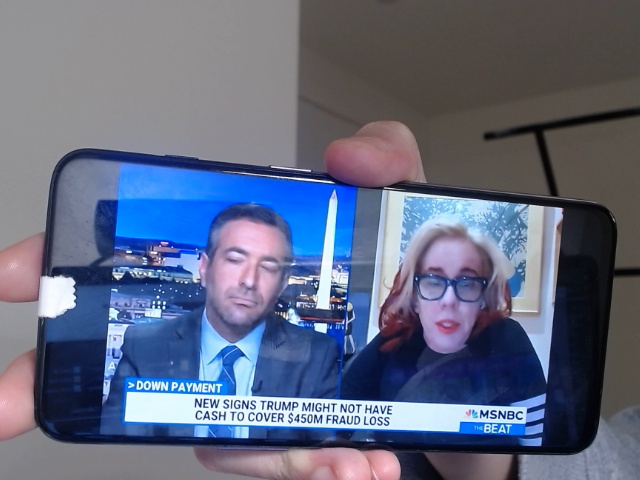 >DOWN PAYMENT
NEW SIGNS TRUMP MIGHT NOT HAVE
CASH TO COVER $450M FRAUD LOSS
MSNBC
THE BEAT